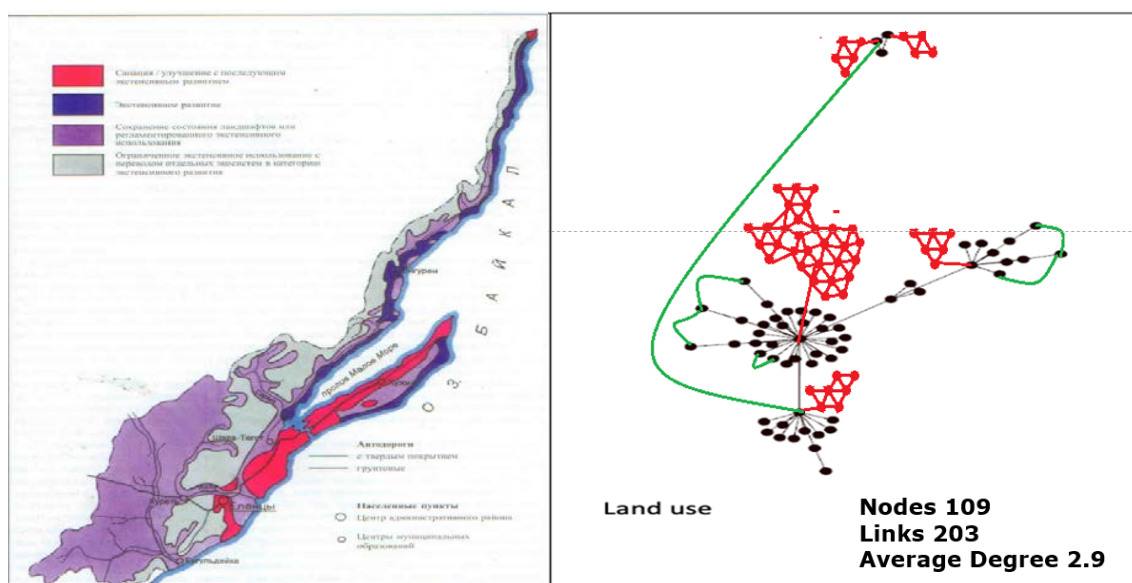 Санация / улучшение с последующим
экстенсивным развитием
Экстенсивное развитие
Сохранение состояния ландшафтов или
регламентированного экстенсивного
использования
Ограниченное экстенсивное использование с
переводом отдельных экосистем в категорию
экстенсивного развития
БАЙКАЛ
ОЗ.
пролив Малое Море
Автодороги
с твердым покрытием
грунтовые
Населенные пункты
Центр административного района
Центры муниципальных
образований
Land use
Nodes 109
Links 203
Average Degree 2.9